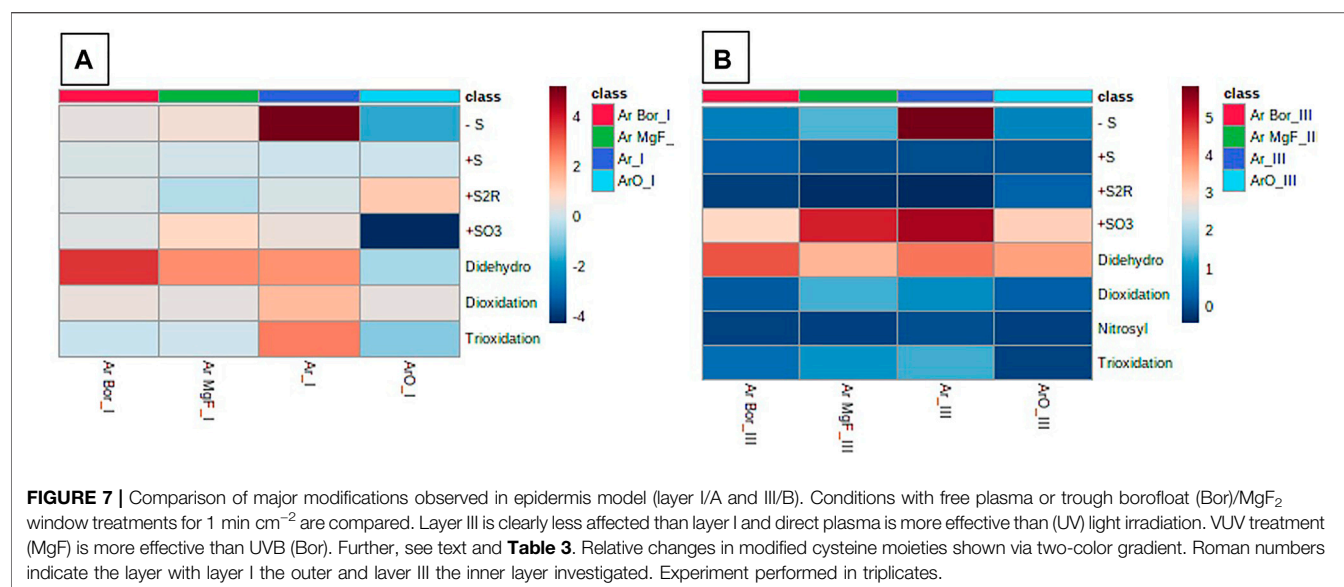 A
class
- S
+S
+S2R
+SO3
Didehydro
Dioxidation
Trioxidation
Ar Bor_I
Ar MgF_I
Ar_I
ArO_I
4
2
0
-2
-4
class
Ar Bor_I
Ar MgF_
Ar_I
ArO_I
B
class
- S
+S
+S2R
+SO3
Didehydro
Dioxidation
Nitrosyl
Trioxidation
Ar Bor_III
Ar MgF_III
Ar_III
ArO_III
5
4
3
2
1
0
class
Ar Bor_III
Ar MgF_II
Ar_III
ArO_III
FIGURE 7 | Comparison of major modifications observed in epidermis model (layer I/A and III/B). Conditions with free plasma or trough borofloat (Bor)/MgF₂
window treatments for 1 min cm⁻² are compared. Layer III is clearly less affected than layer I and direct plasma is more effective than (UV) light irradiation. VUV treatment
(MgF) is more effective than UVB (Bor). Further, see text and Table 3. Relative changes in modified cysteine moieties shown via two-color gradient. Roman numbers
indicate the layer with layer I the outer and laver III the inner layer investigated. Experiment performed in triplicates.